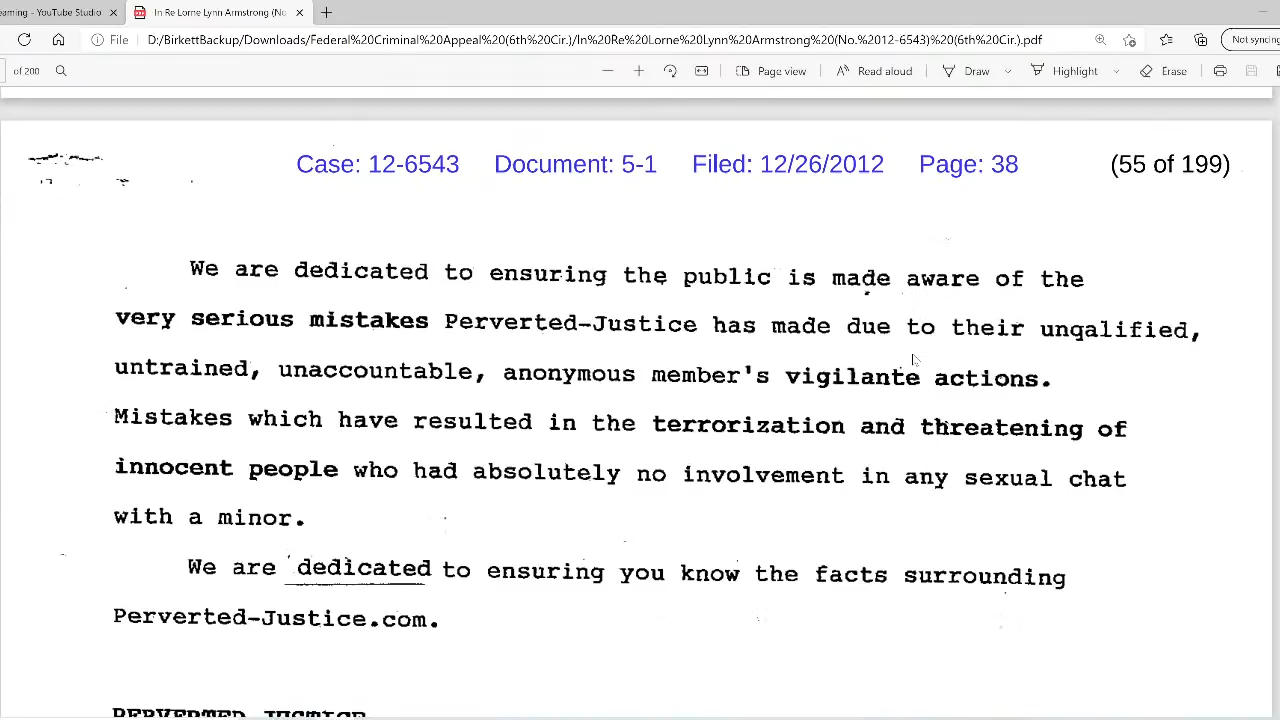 eaming - YouTube Studio
In Re Lorne Lynn Armstrong (No
File D:/BirkettBackup/Downloads/Federal%20Criminal%20Appeal%20(6th%20Cir.)/In%20Re%20Lorne%20Lynn%20Armstrong%20(No.%2012-6543)%20(6th%20Cir.).pdf Not syncing
of 200 Page view Read aloud Draw Highlight Erase
Case: 12-6543 Document: 5-1 Filed: 12/26/2012 Page: 38 (55 of 199)
We are dedicated to ensuring the public is made aware of the
very serious mistakes Perverted-Justice has made due to their unqalified,
untrained, unaccountable, anonymous member's vigilante actions.
Mistakes which have resulted in the terrorization and threatening of
innocent people who had absolutely no involvement in any sexual chat
with a minor.
We are dedicated to ensuring you know the facts surrounding
Perverted-Justice.com.
PERVERTED JUSTICE